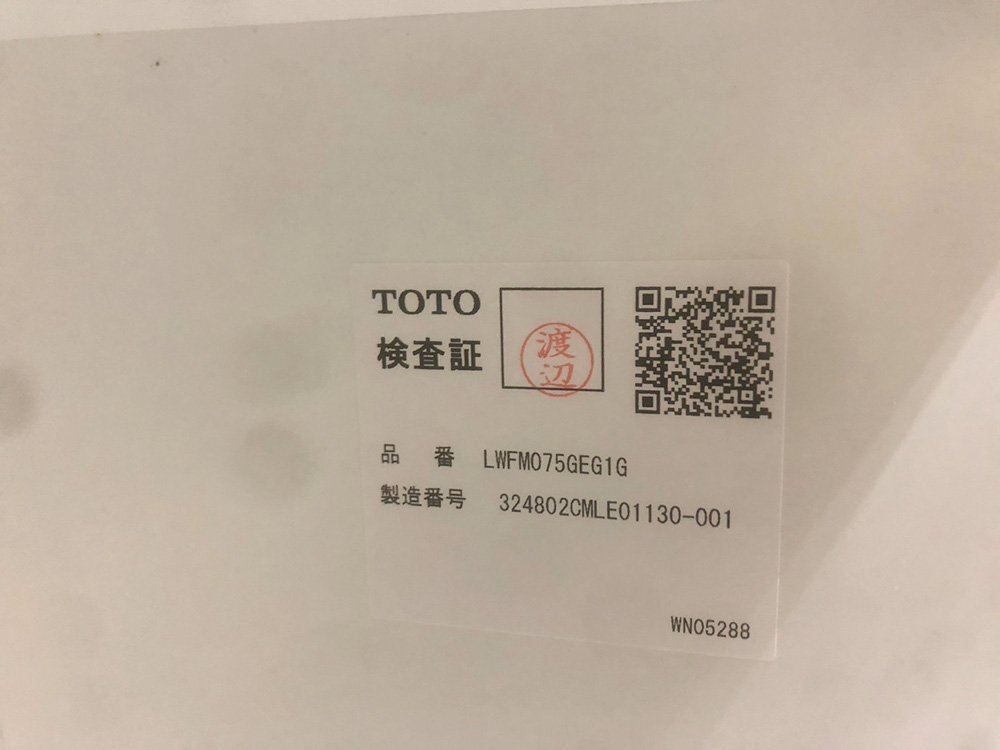 TOTO
検査証
渡
辺
品 番 LWFM075GEG1G
製造番号 324802CMLE01130-001
WN05288